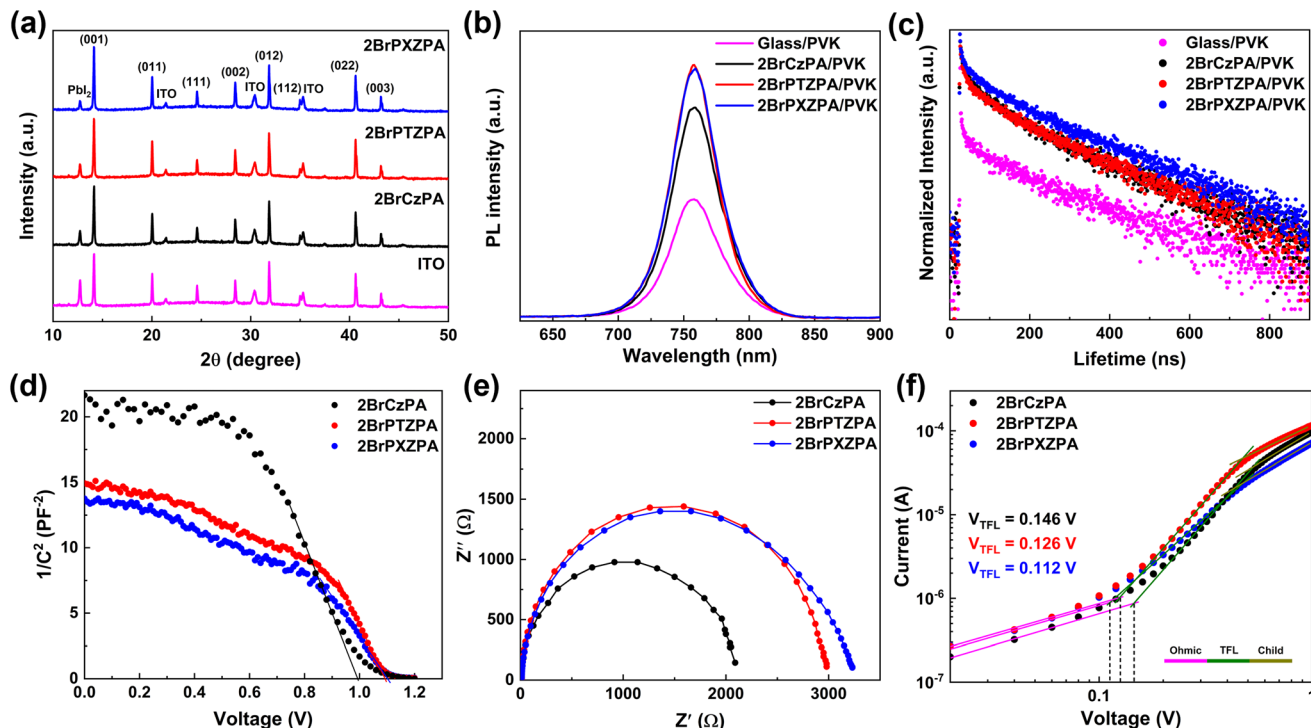 (a)
Intensity (a.u.)
2BrPXZPA
PbI2
(001)
(011)
ITO
(111)
(002)
ITO
(012)
(112)
ITO
(022)
(003)
2BrPTZPA
2BrCzPA
ITO
10 20 30 40 50
2θ (degree)
(b)
PL intensity
Glass/PVK
2BrCzPA/PVK
2BrPTZPA/PVK
2BrPXZPA/PVK
650 700 750 800 850 900
Wavelength (nm)
(c)
Normalized Intensity (a.u.)
Glass/PVK
2BrCzPA/PVK
2BrPTZPA/PVK
2BrPXZPA/PVK
0 200 400 600 800
Lifetime (ns)
(d)
1/C² (PF⁻²)
20
15
10
5
0
2BrCzPA
2BrPTZPA
2BrPXZPA
0.0 0.2 0.4 0.6 0.8 1.0 1.2
Voltage (V)
(e)
Z′′ (Ω)
2500
2000
1500
1000
500
0
2BrCzPA
2BrPTZPA
2BrPXZPA
0 1000 2000 3000
Z′ (Ω)
(f)
Current (A)
10⁻⁴
10⁻⁵
10⁻⁶
10⁻⁷
2BrCzPA
2BrPTZPA
2BrPXZPA
VTFL = 0.146 V
VTFL = 0.126 V
VTFL = 0.112 V
Ohmic TFL Child
0.1 1
Voltage (V)